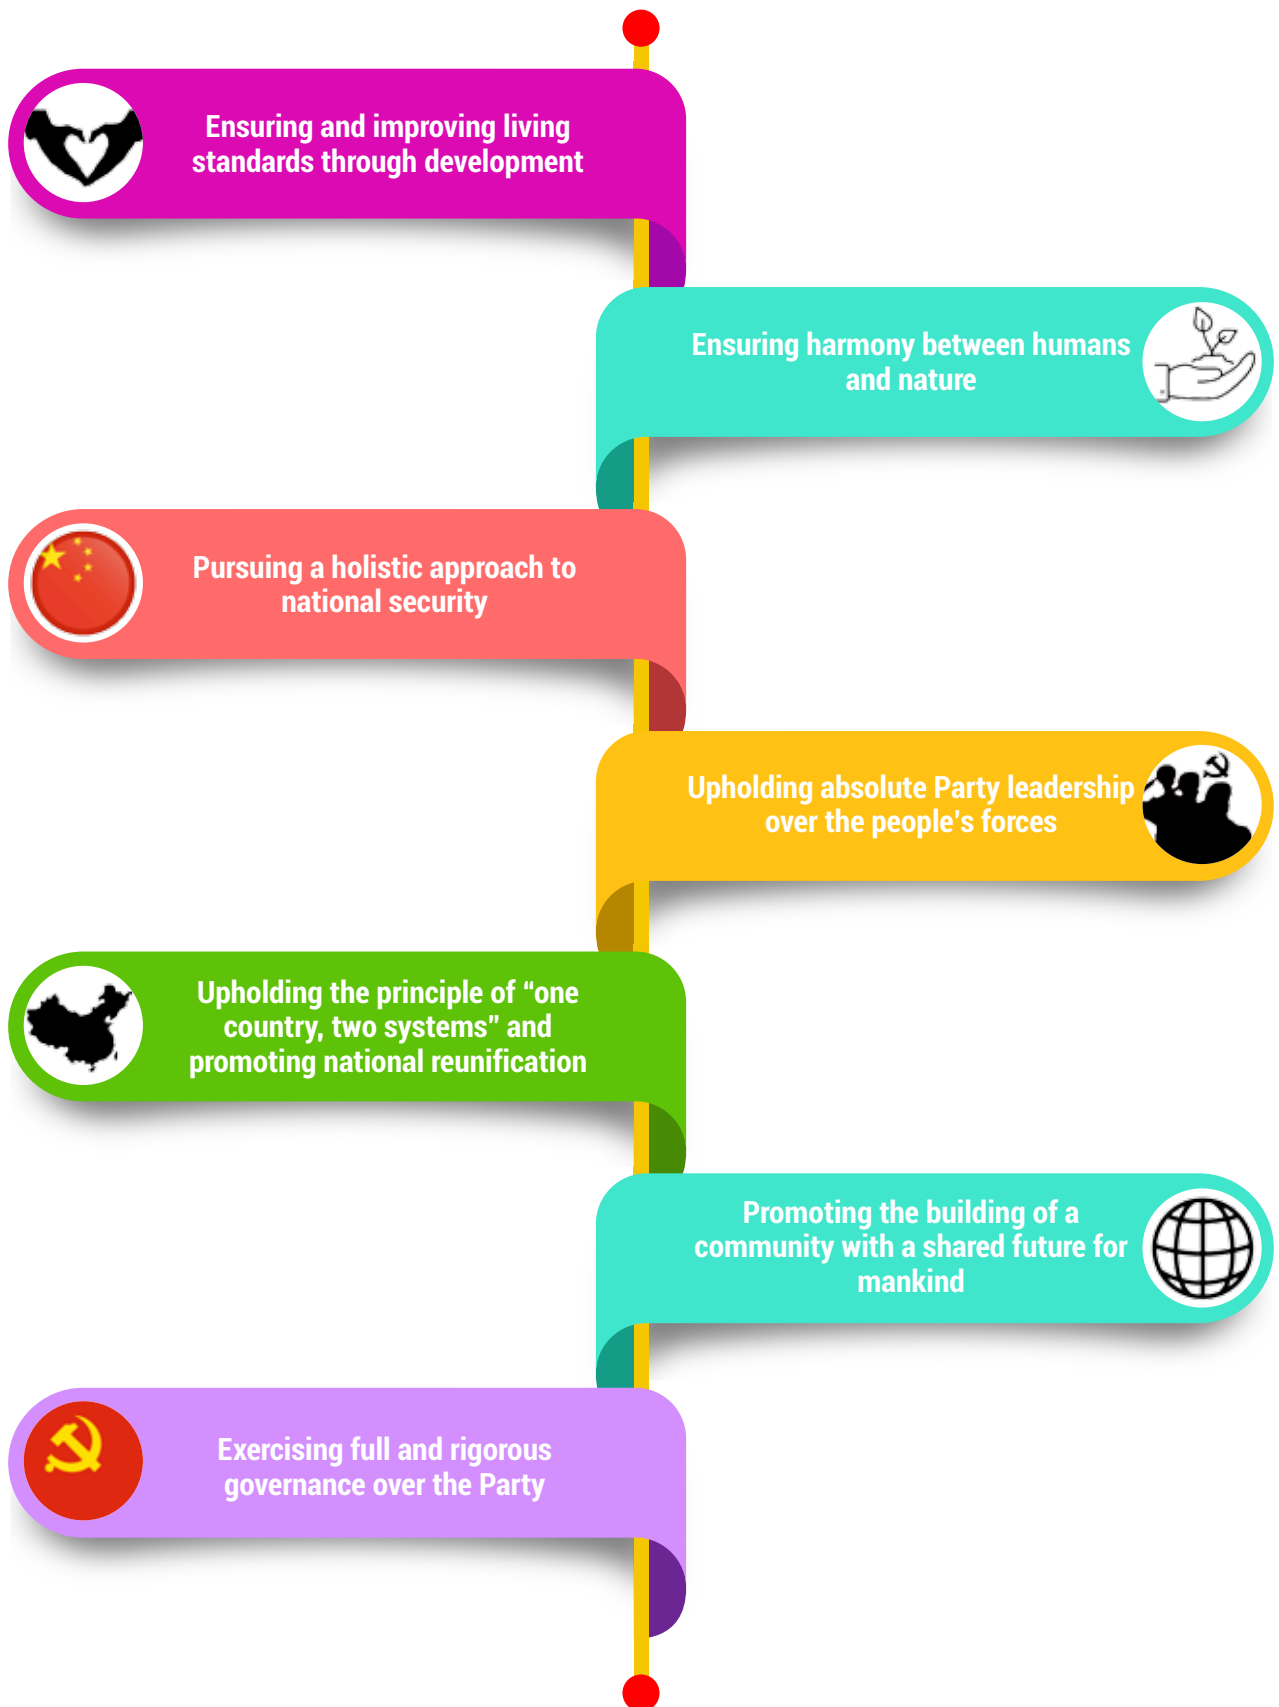 Ensuring and improving living
standards through development
Ensuring harmony between humans
and nature
Pursuing a holistic approach to
national security
Upholding absolute Party leadership
over the people's forces
Upholding the principle of “one
country, two systems” and
promoting national reunification
Promoting the building of a
community with a shared future for
mankind
Exercising full and rigorous
governance over the Party